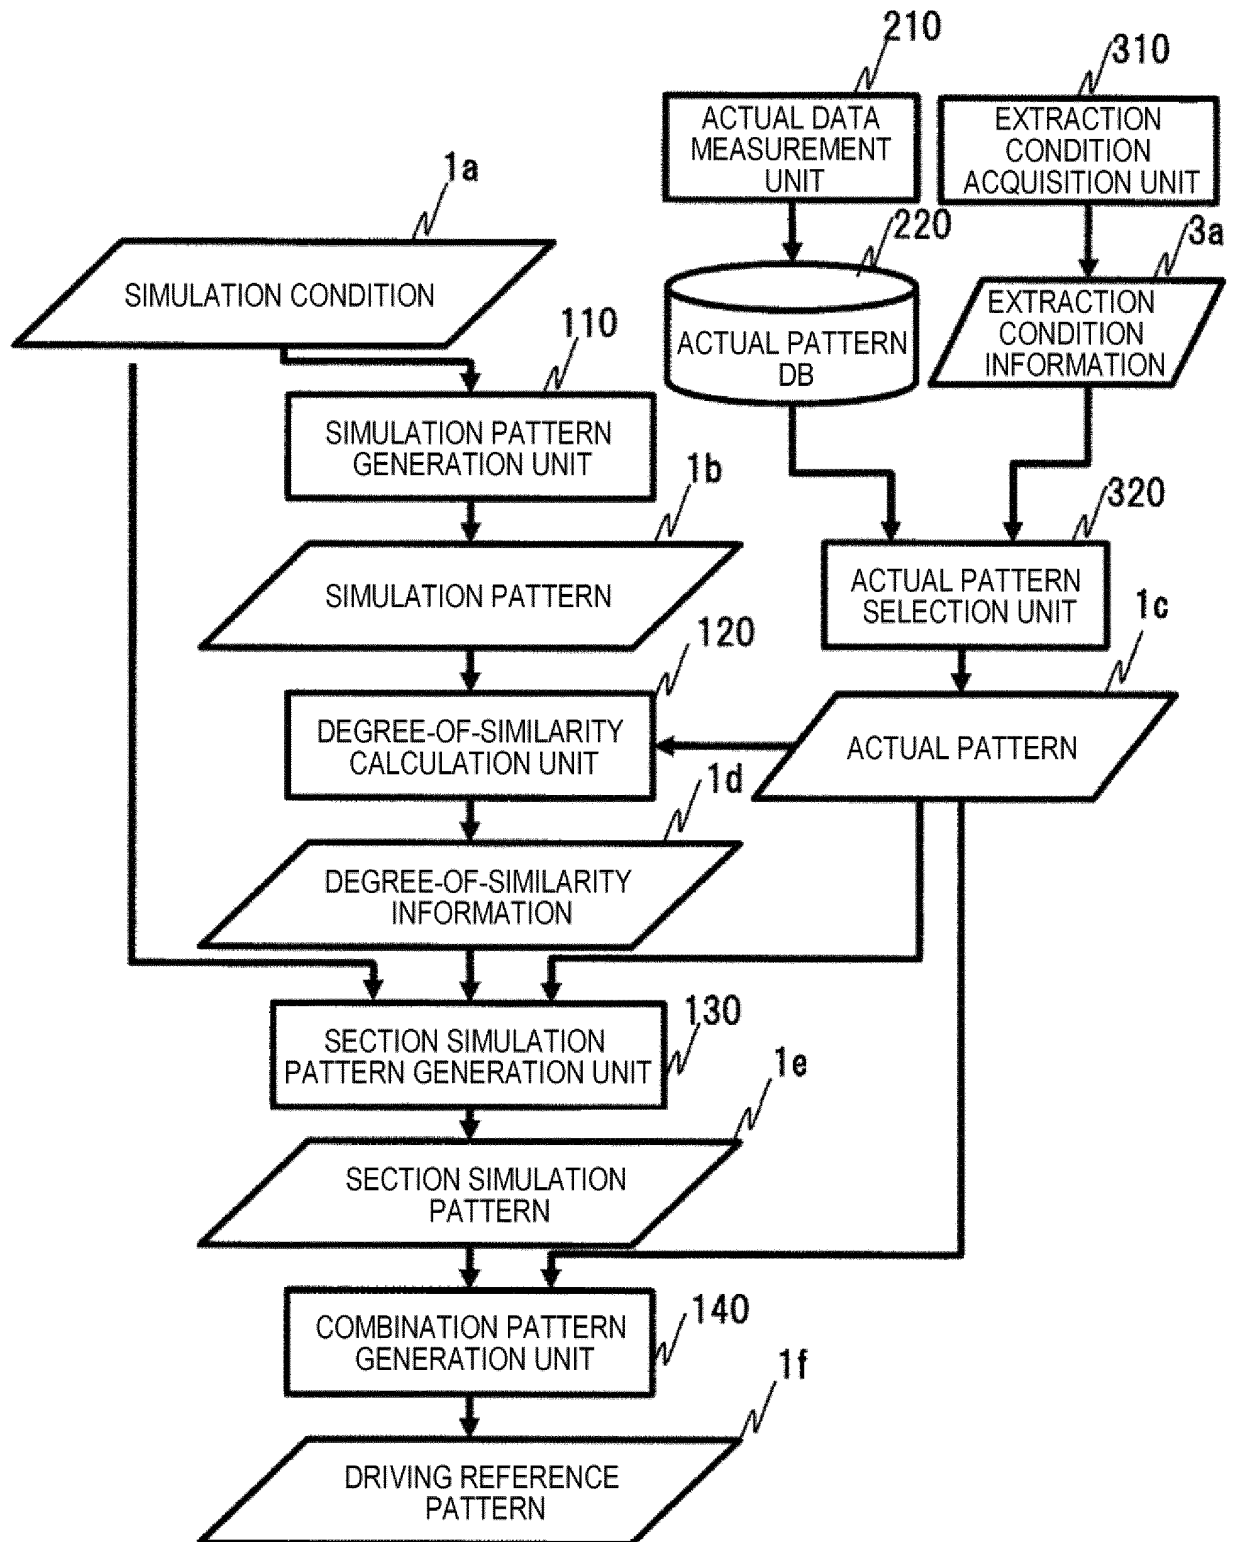 210
310
ACTUAL DATA
MEASUREMENT
UNIT
EXTRACTION
CONDITION
ACQUISITION UNIT
1a
220
3a
SIMULATION CONDITION
EXTRACTION
CONDITION
INFORMATION
110
ACTUAL PATTERN
DB
SIMULATION PATTERN
GENERATION UNIT
1b
320
SIMULATION PATTERN
ACTUAL PATTERN
SELECTION UNIT
1c
120
DEGREE-OF-SIMILARITY
CALCULATION UNIT
ACTUAL PATTERN
1d
DEGREE-OF-SIMILARITY
INFORMATION
130
SECTION SIMULATION
PATTERN GENERATION UNIT
1e
SECTION SIMULATION
PATTERN
140
COMBINATION PATTERN
GENERATION UNIT
1f
DRIVING REFERENCE
PATTERN